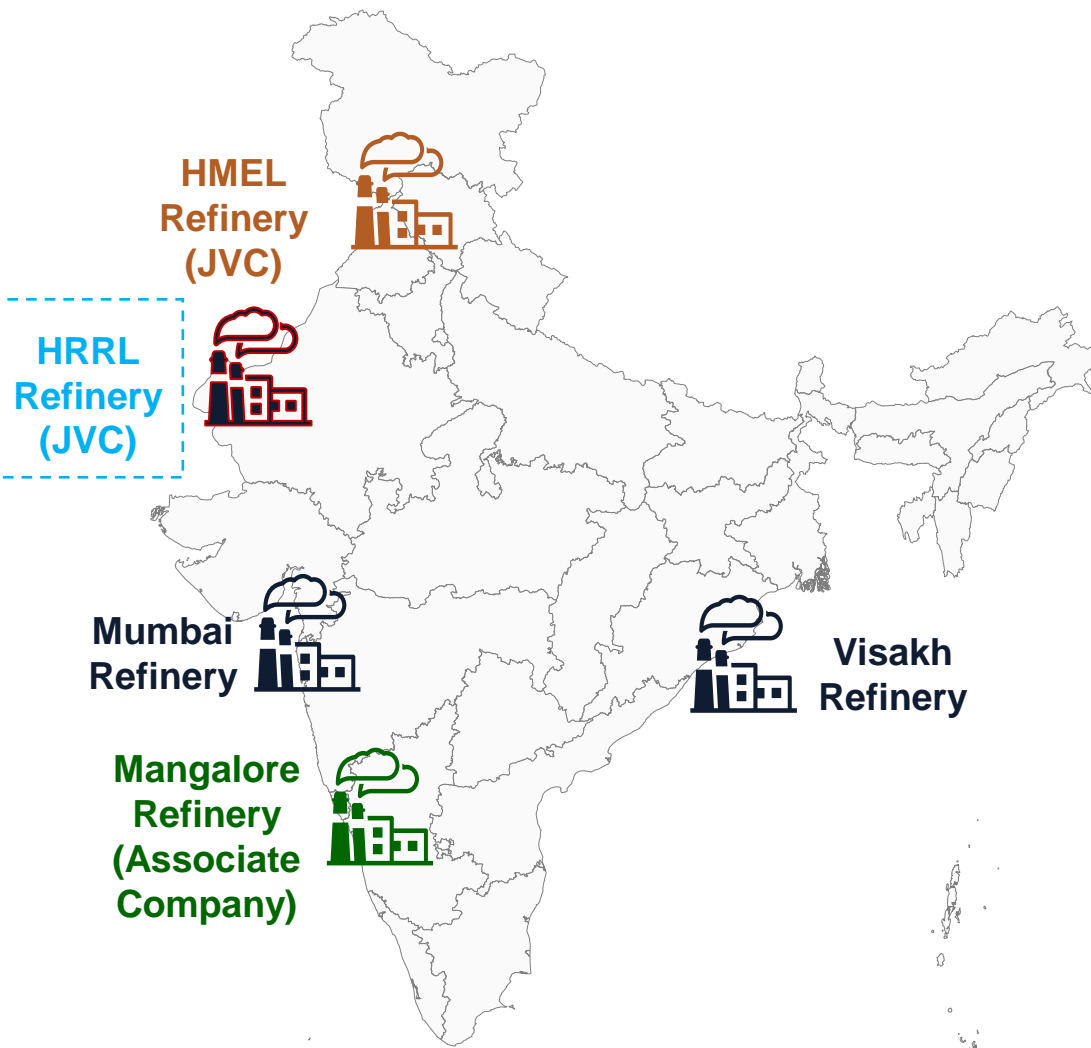 HMEL
Refinery
(JVC)
HRRL
Refinery
(JVC)
Mumbai
Refinery
Visakh
Refinery
Mangalore
Refinery
(Associate
Company)